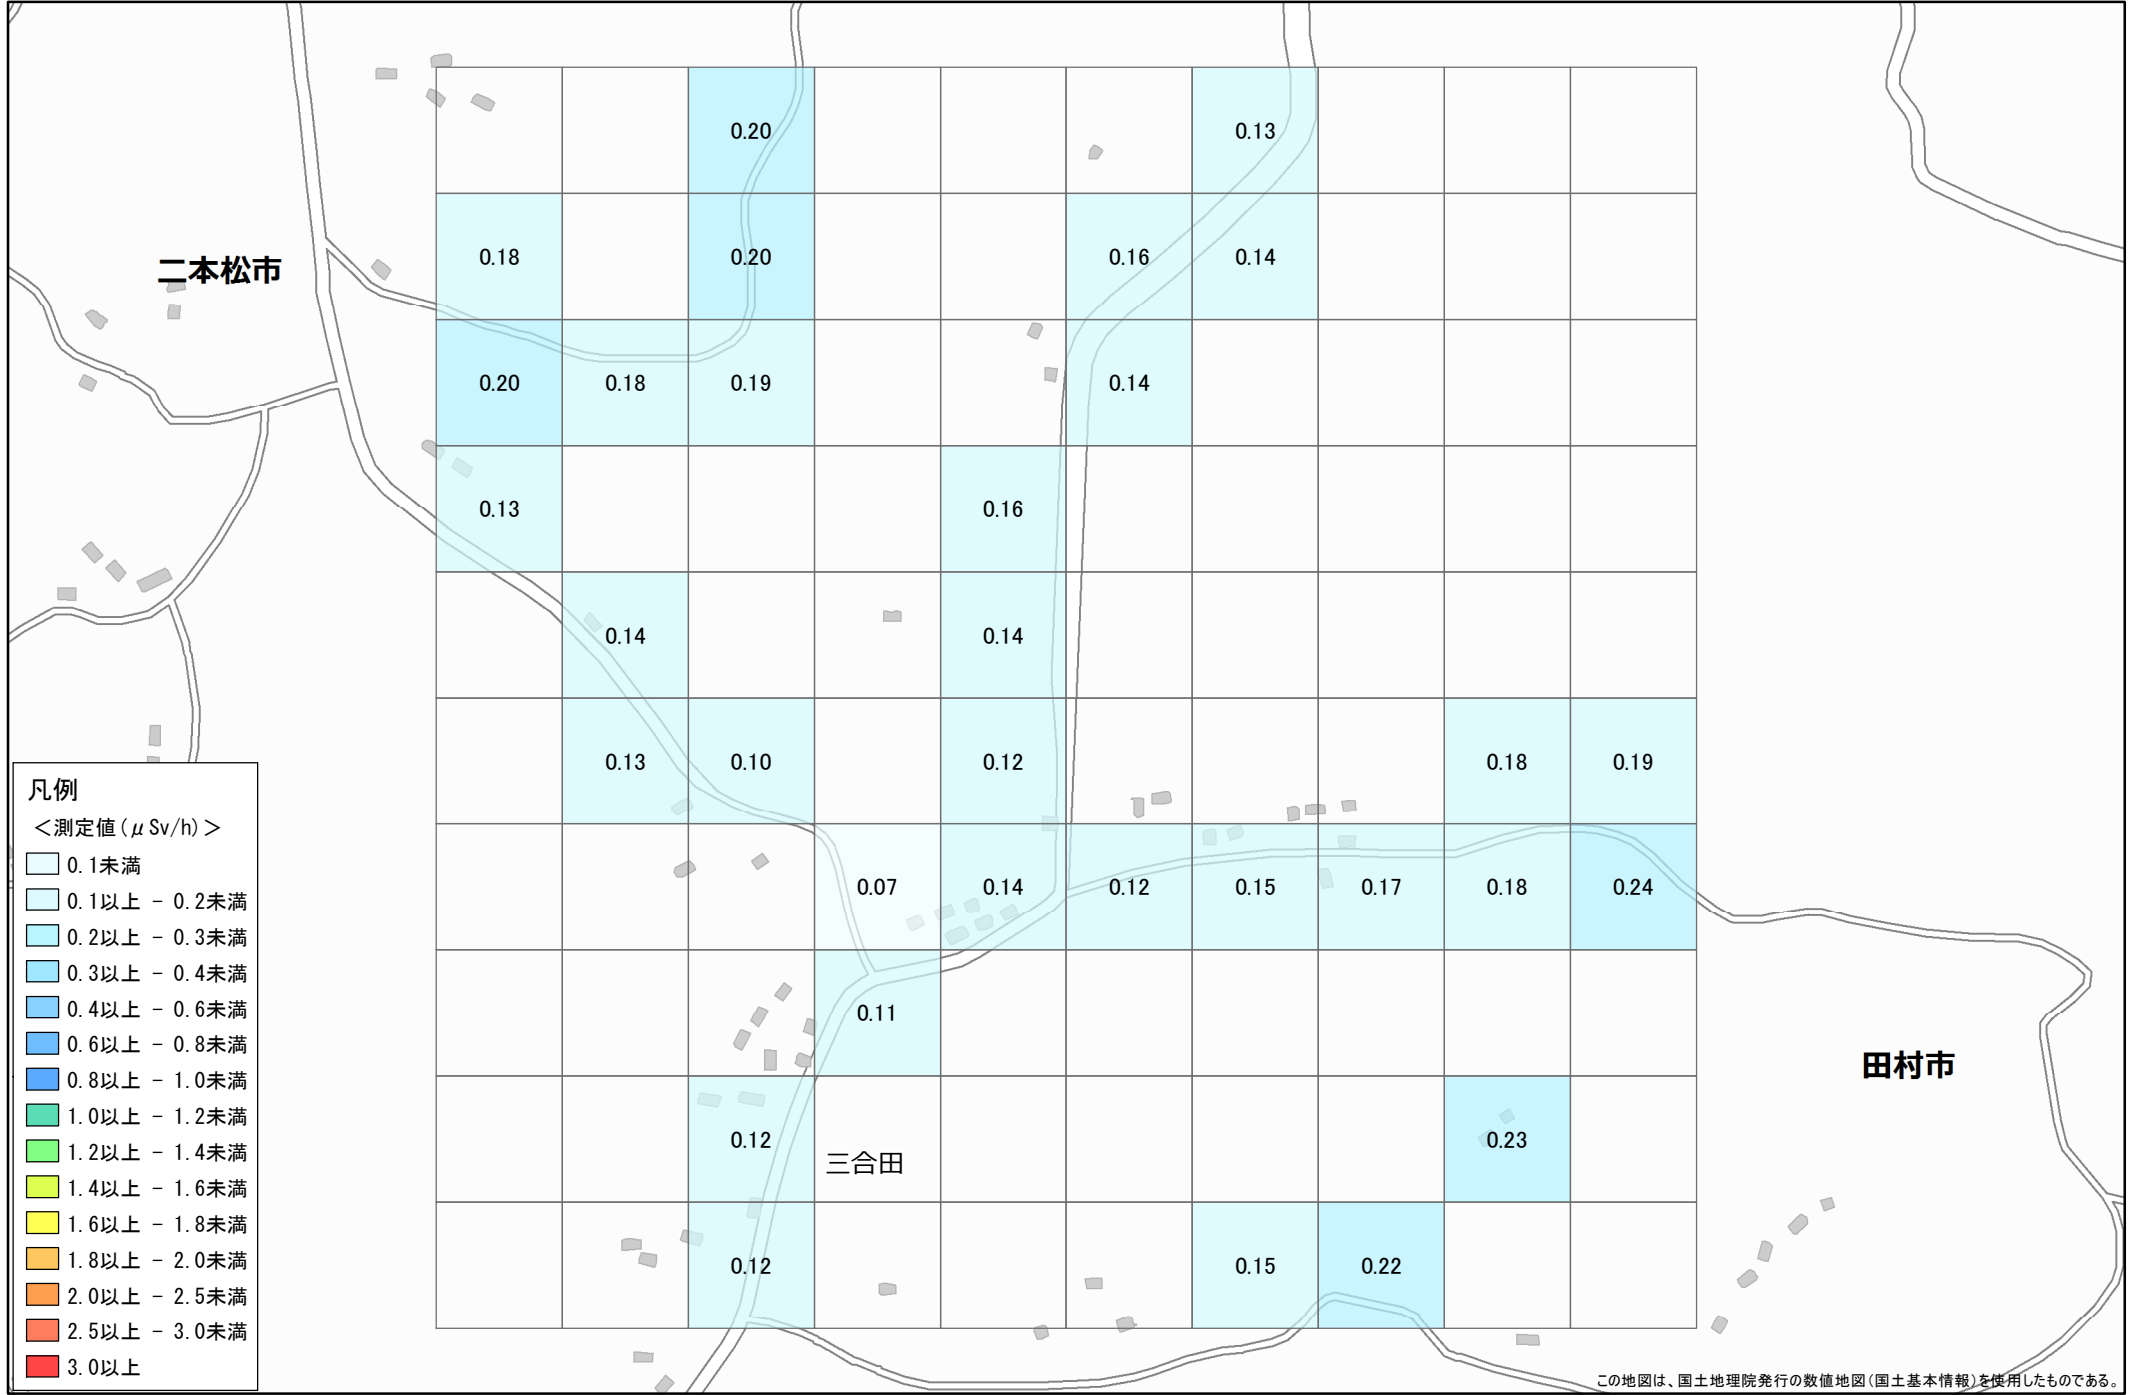 0.20 0.13
0.18 0.20 0.16 0.14
二本松市
0.20 0.18 0.19 0.14
0.13 0.16
0.14 0.14
0.13 0.10 0.12 0.18 0.19
0.07 0.14 0.12 0.15 0.17 0.18 0.24
0.11
田村市
0.12 0.23
三合田
0.12 0.15 0.22
凡例
＜測定値(μSv/h)＞
0.1未満
0.1以上 - 0.2未満
0.2以上 - 0.3未満
0.3以上 - 0.4未満
0.4以上 - 0.6未満
0.6以上 - 0.8未満
0.8以上 - 1.0未満
1.0以上 - 1.2未満
1.2以上 - 1.4未満
1.4以上 - 1.6未満
1.6以上 - 1.8未満
1.8以上 - 2.0未満
2.0以上 - 2.5未満
2.5以上 - 3.0未満
3.0以上
この地図は、国土地理院発行の数値地図(国土基本情報)を使用したものである。